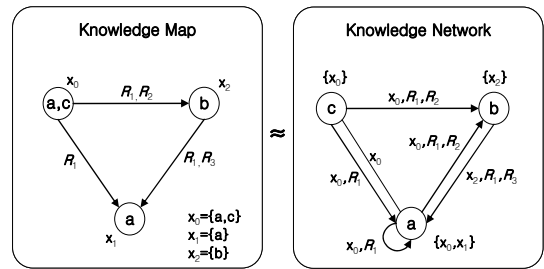 Knowledge Map
x₀
a,c
R₁,R₂
x₂
b
R₁
R₁,R₃
a
x₁
x₀={a,c}
x₁={a}
x₂={b}
≈
Knowledge Network
{x₀}
{x₂}
c
x₀,R₁,R₂
b
x₀
x₀,R₁,R₂
x₀,R₁
x₂,R₁,R₃
a
x₀,R₁
{x₀,x₁}